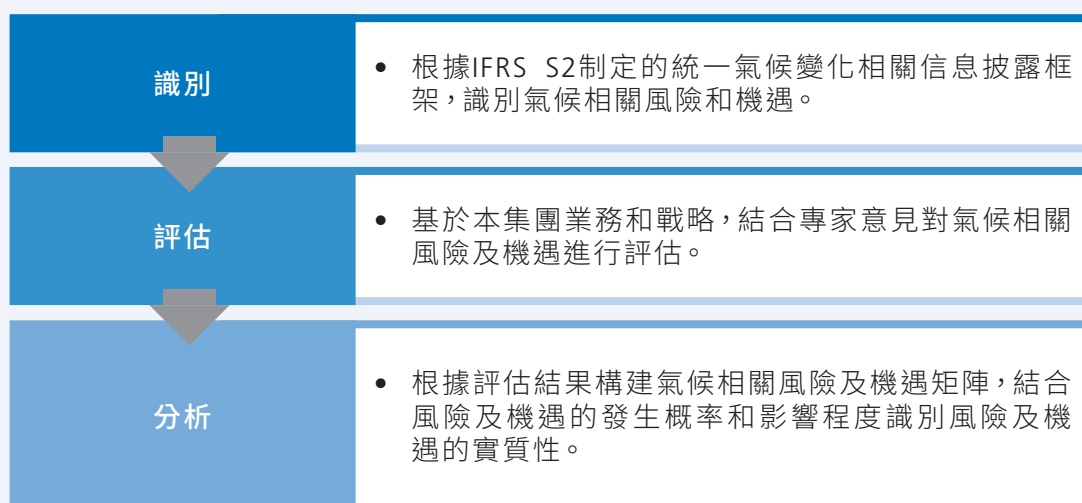 識別
• 根據IFRS S2制定的統一氣候變化相關信息披露框
架，識別氣候相關風險和機遇。
評估
• 基於本集團業務和戰略，結合專家意見對氣候相關
風險及機遇進行評估。
分析
• 根據評估結果構建氣候相關風險及機遇矩陣，結合
風險及機遇的發生概率和影響程度識別風險及機
遇的實質性。